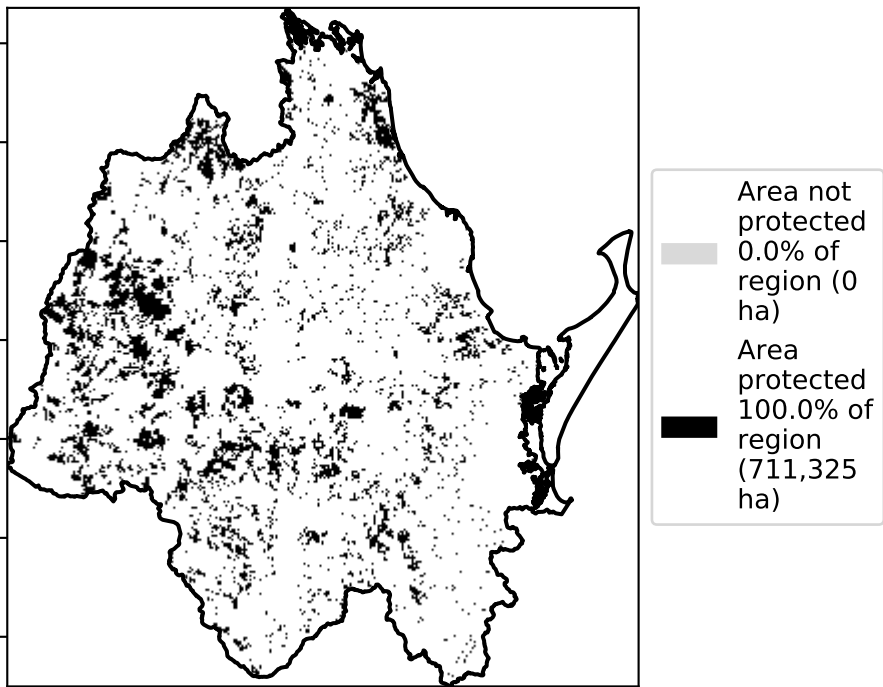 Area not
protected
0.0% of
region (0
ha)
Area
protected
100.0% of
region
(711,325
ha)